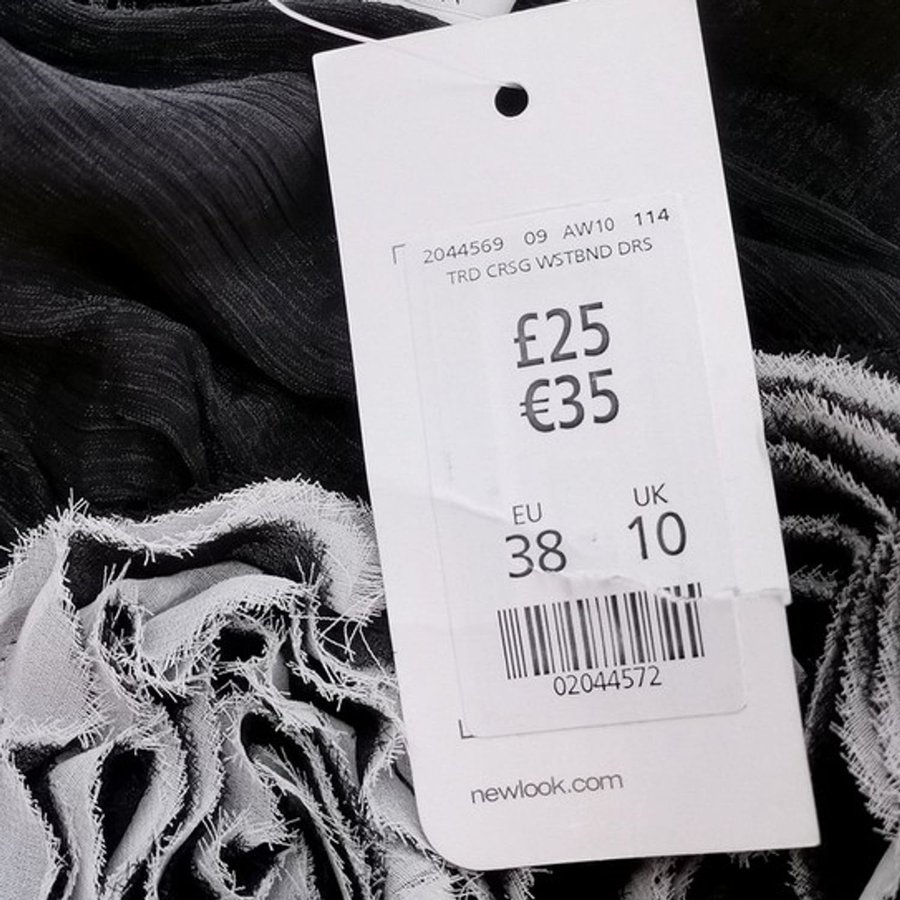 2044569 09 AW10 114
TRD CRSG WSTBND DRS
£25
€35
EU UK
38 10
02044572
newlook.com